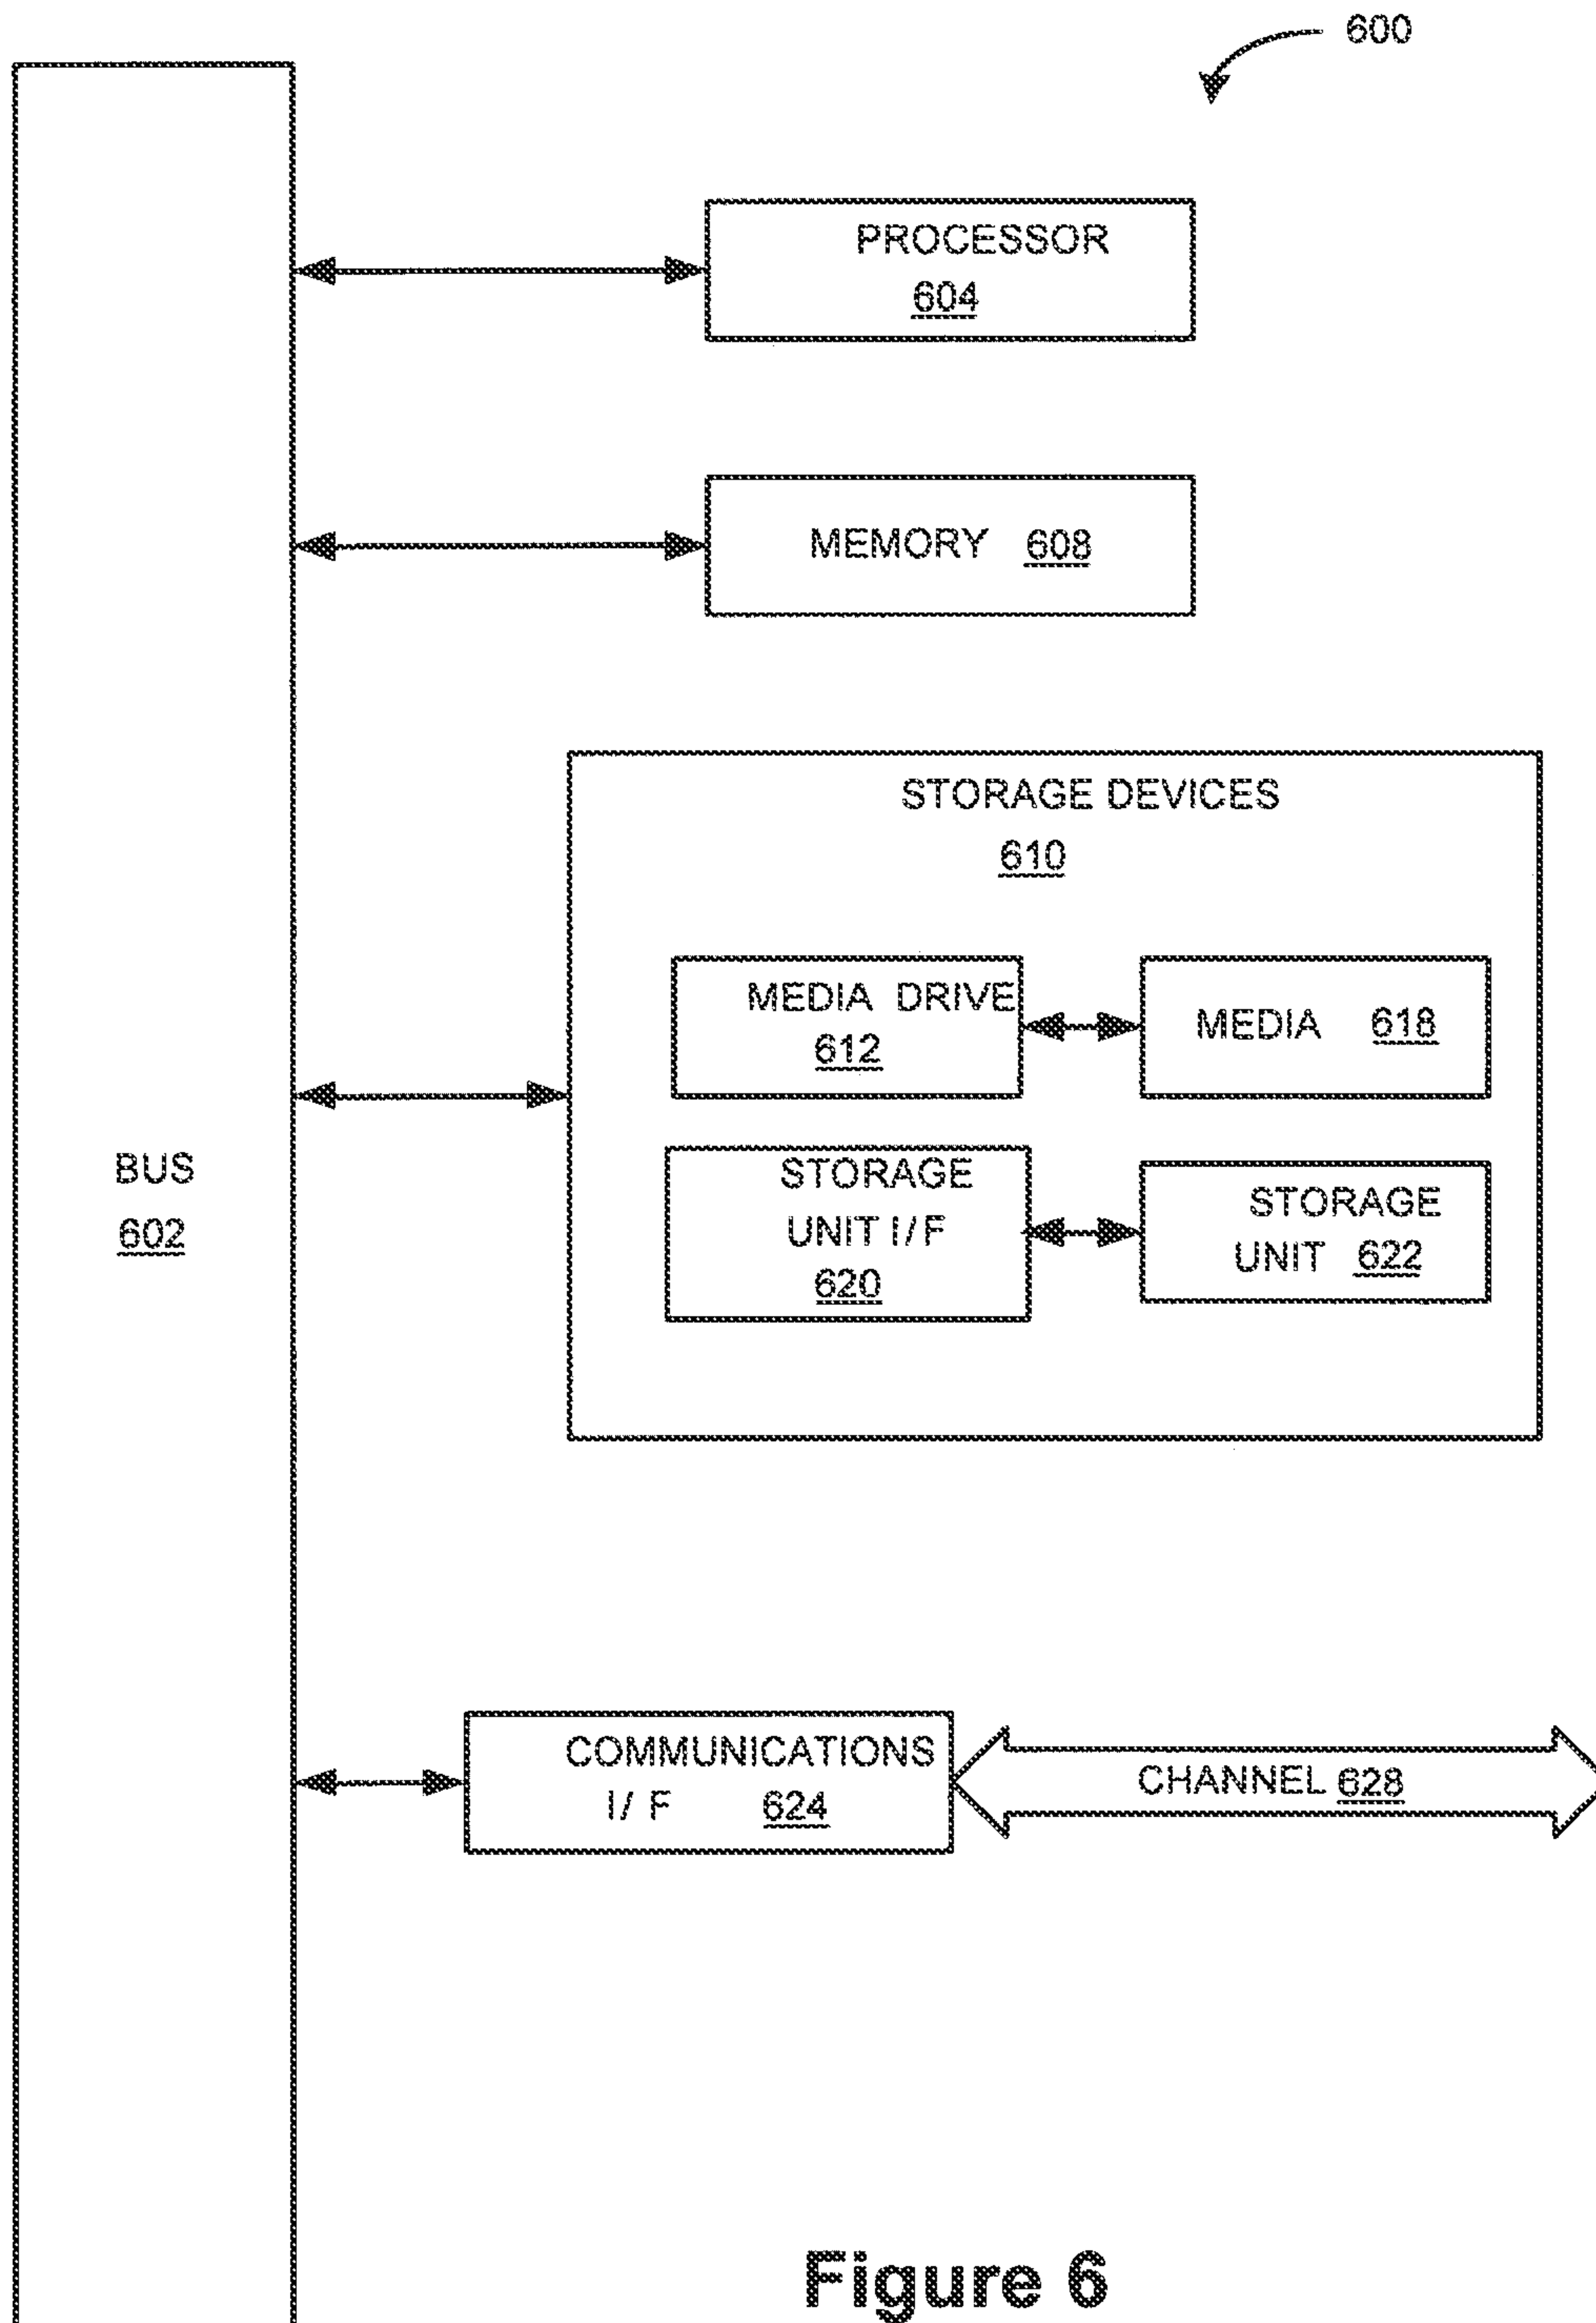 600
PROCESSOR
604
MEMORY 608
STORAGE DEVICES
610
MEDIA DRIVE
612
MEDIA 618
BUS
602
STORAGE
UNIT I/F
620
STORAGE
UNIT 622
COMMUNICATIONS
I/ F 624
CHANNEL 628
Figure 6